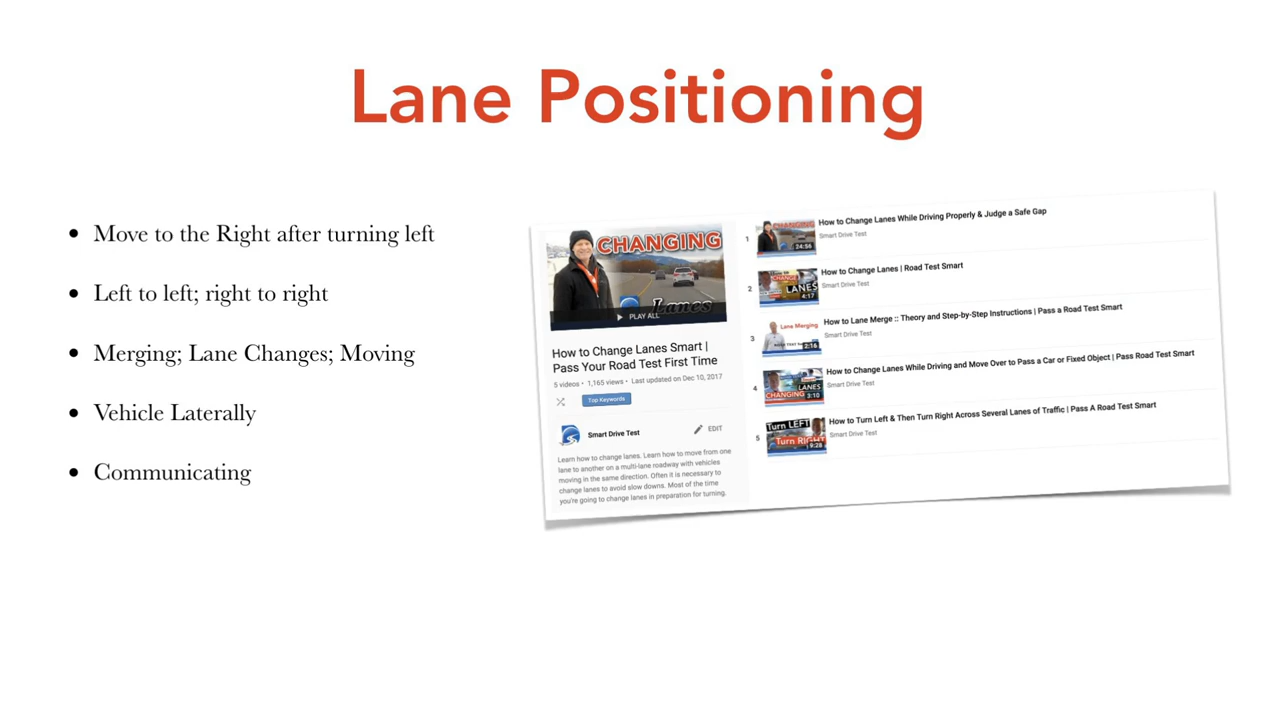 Lane Positioning
• Move to the Right after turning left
• Left to left; right to right
• Merging; Lane Changes; Moving
• Vehicle Laterally
• Communicating
CHANGING
Lanes
PLAY ALL
How to Change Lanes Smart |
Pass Your Road Test First Time
5 videos • 1,165 views • Last updated on Dec 10, 2017
Top Keywords
Smart Drive Test
EDIT
Learn how to change lanes. Learn how to move from one
lane to another on a multi-lane roadway with vehicles
moving in the same direction. Often it is necessary to
change lanes to avoid slow downs. Most of the time
you're going to change lanes in preparation for turning.
1
24:56
How to Change Lanes While Driving Properly & Judge a Safe Gap
Smart Drive Test
2
CHANGE
LANES
4:17
How to Change Lanes | Road Test Smart
Smart Drive Test
3
Lane Merging
2:16
How to Lane Merge :: Theory and Step-by-Step Instructions | Pass a Road Test Smart
Smart Drive Test
4
LANES
CHANGING
3:10
How to Change Lanes While Driving and Move Over to Pass a Car or Fixed Object | Pass Road Test Smart
Smart Drive Test
5
Turn LEFT
Turn RIGHT
9:28
How to Turn Left & Then Turn Right Across Several Lanes of Traffic | Pass A Road Test Smart
Smart Drive Test